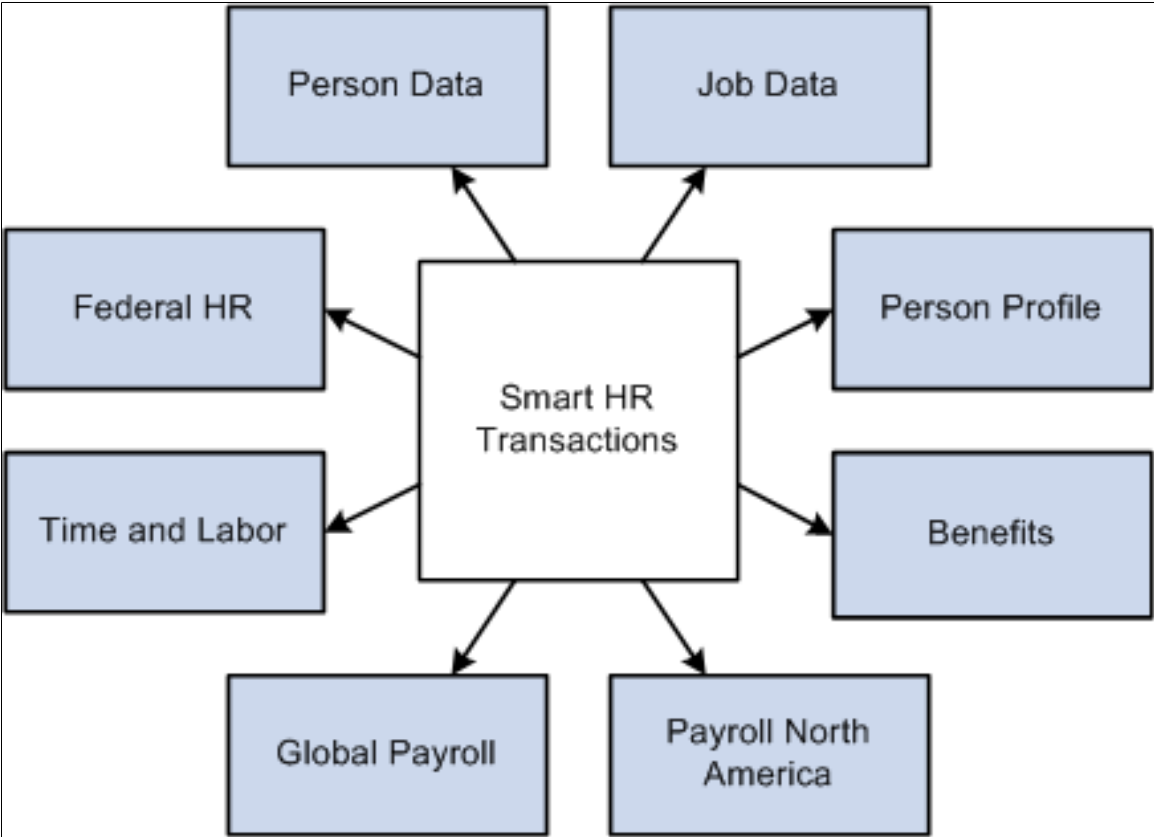 Person Data
Job Data
Federal HR
Person Profile
Smart HR
Transactions
Time and Labor
Benefits
Global Payroll
Payroll North
America